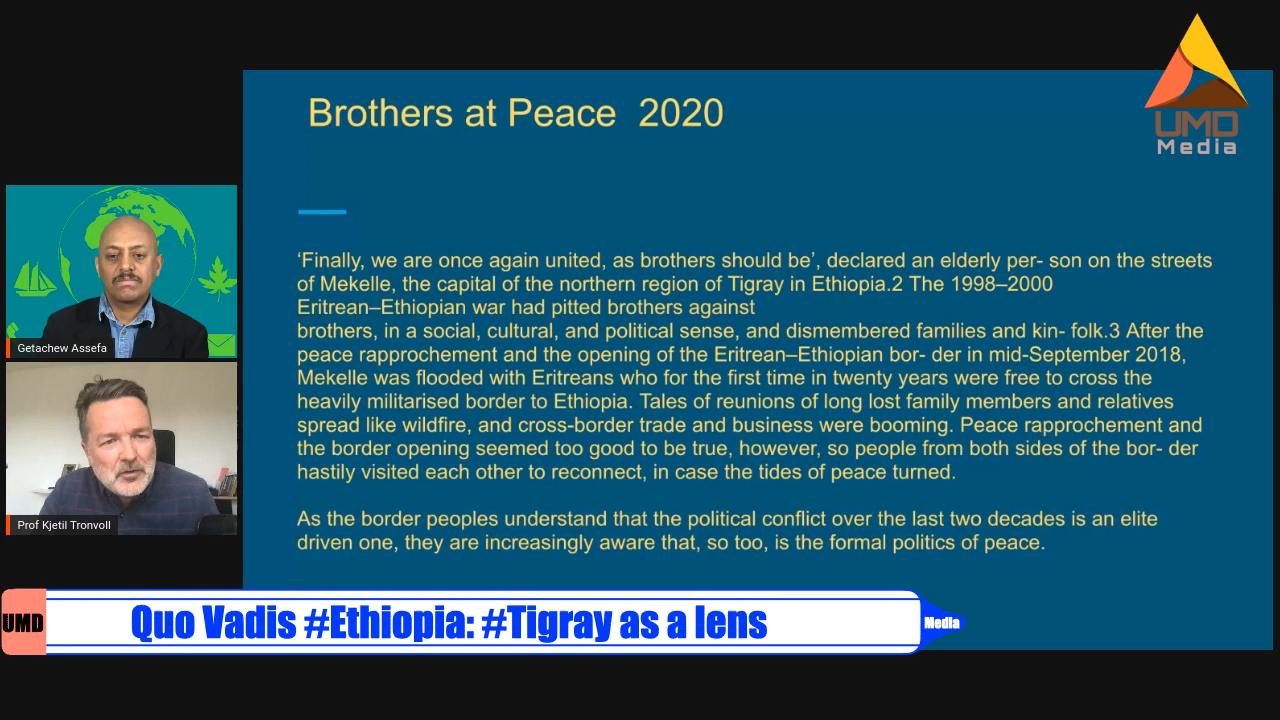 Brothers at Peace 2020
UMD
Media
‘Finally, we are once again united, as brothers should be’, declared an elderly per- son on the streets
of Mekelle, the capital of the northern region of Tigray in Ethiopia.2 The 1998–2000
Eritrean–Ethiopian war had pitted brothers against
brothers, in a social, cultural, and political sense, and dismembered families and kin- folk.3 After the
peace rapprochement and the opening of the Eritrean–Ethiopian bor- der in mid-September 2018,
Mekelle was flooded with Eritreans who for the first time in twenty years were free to cross the
heavily militarised border to Ethiopia. Tales of reunions of long lost family members and relatives
spread like wildfire, and cross-border trade and business were booming. Peace rapprochement and
the border opening seemed too good to be true, however, so people from both sides of the bor- der
hastily visited each other to reconnect, in case the tides of peace turned.
As the border peoples understand that the political conflict over the last two decades is an elite
driven one, they are increasingly aware that, so too, is the formal politics of peace.
Getachew Assefa
Prof Kjetil Tronvoll
UMD
Quo Vadis #Ethiopia: #Tigray as a lens
Media